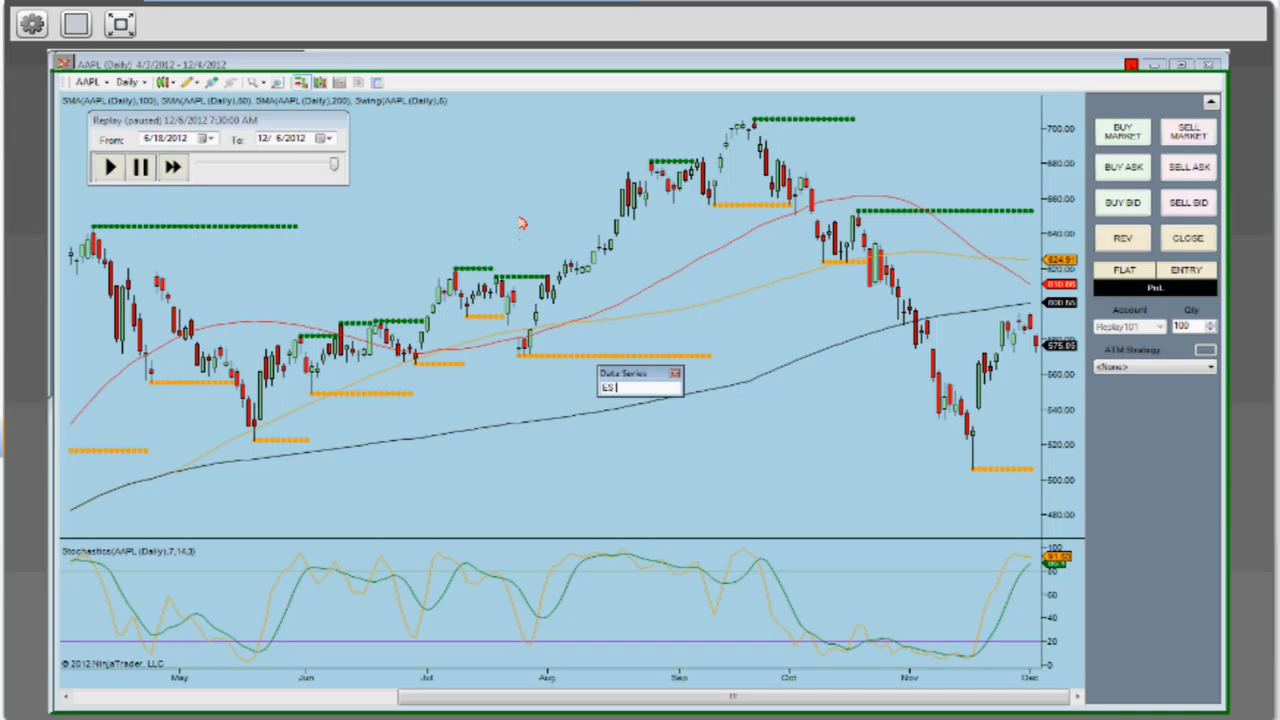 AAPL (Daily) 4/3/2012 - 12/4/2012
AAPL Daily
SMA(AAPL (Daily),100), SMA(AAPL (Daily),50), SMA(AAPL (Daily),200), Swing(AAPL (Daily),5)
Replay (paused) 12/6/2012 7:30:00 AM
From: 6/18/2012 To: 12/ 6/2012
700.00
680.00
660.00
640.00
624.91
620.00
610.86
600.68
575.85
560.00
540.00
520.00
500.00
480.00
Data Series
ES
BUY MARKET
SELL MARKET
BUY ASK
SELL ASK
BUY BID
SELL BID
REV
CLOSE
FLAT
ENTRY
PnL
Account
Qty
Replay101
100
ATM Strategy
<None>
Stochastics(AAPL (Daily),7,14,3)
100
80
60
40
20
0
© 2012 NinjaTrader, LLC
May Jun Jul Aug Sep Oct Nov Dec